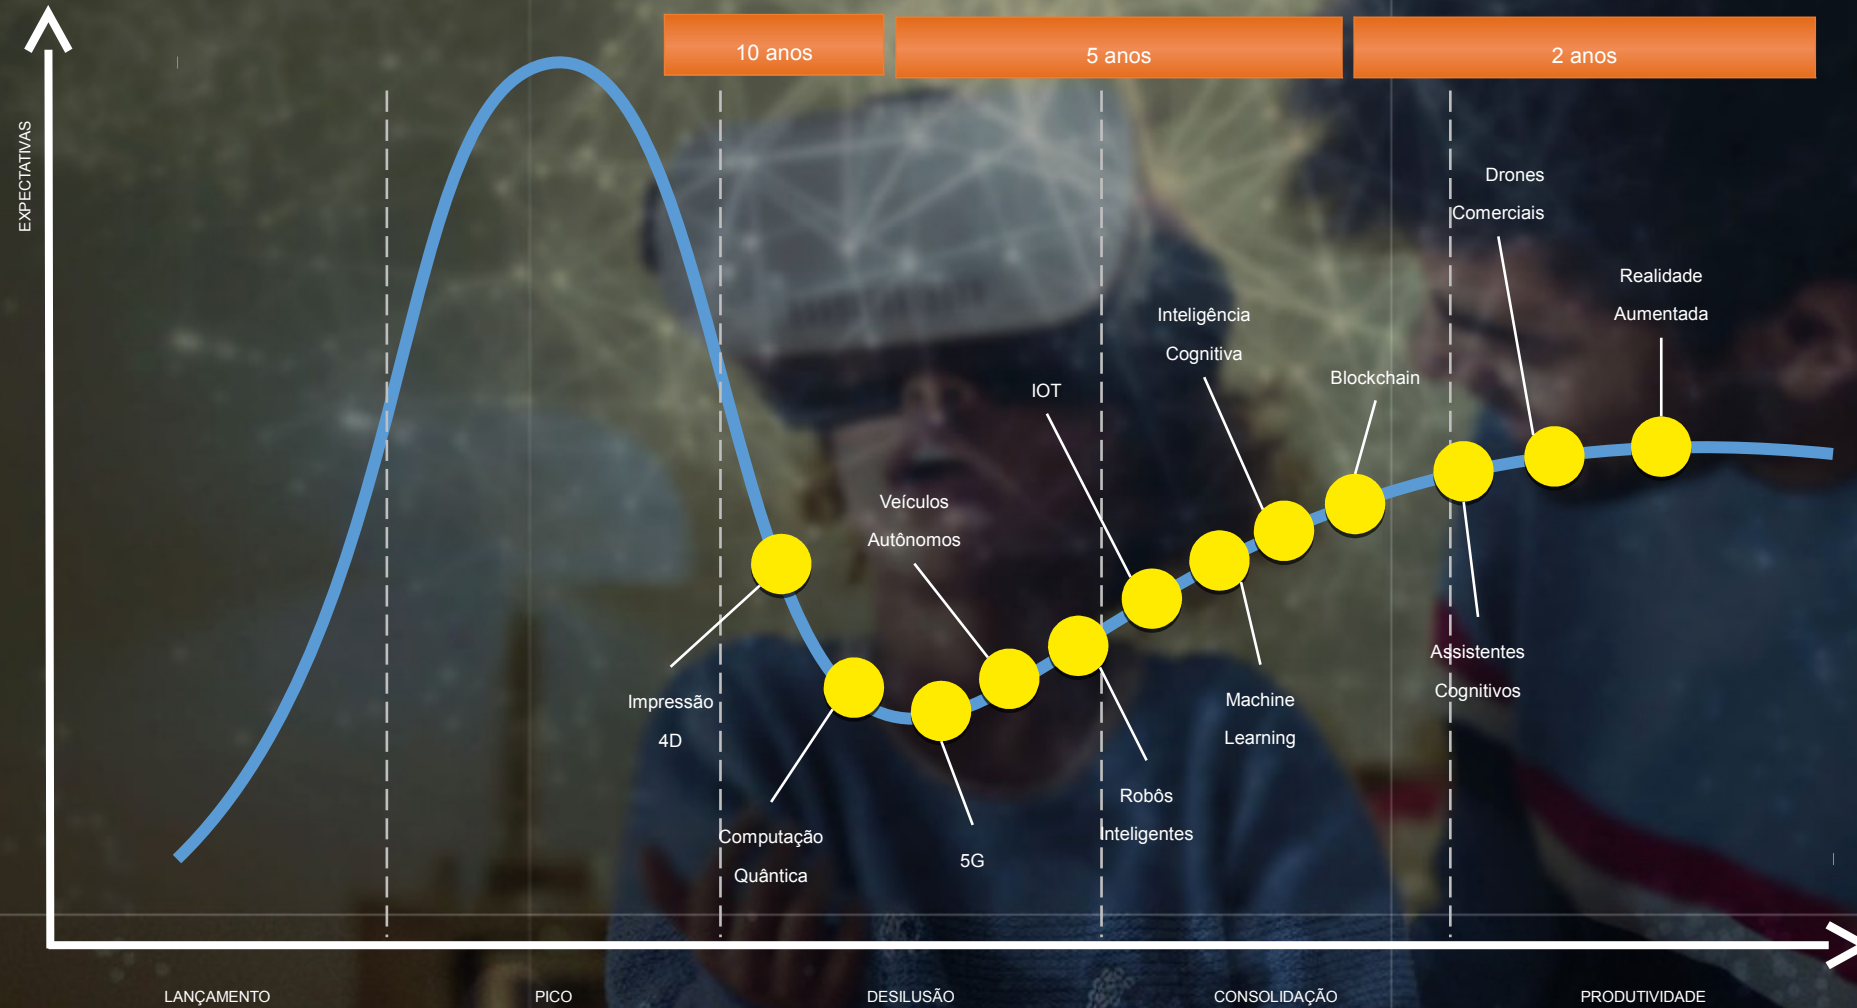 10 anos
5 anos
2 anos
EXPECTATIVAS
Drones
Comerciais
Realidade
Aumentada
Inteligência
Cognitiva
Blockchain
IOT
Veículos
Autônomos
Impressão
4D
Computação
Quântica
5G
Robôs
Inteligentes
Machine
Learning
Assistentes
Cognitivos
LANÇAMENTO
PICO
DESILUSÃO
CONSOLIDAÇÃO
PRODUTIVIDADE